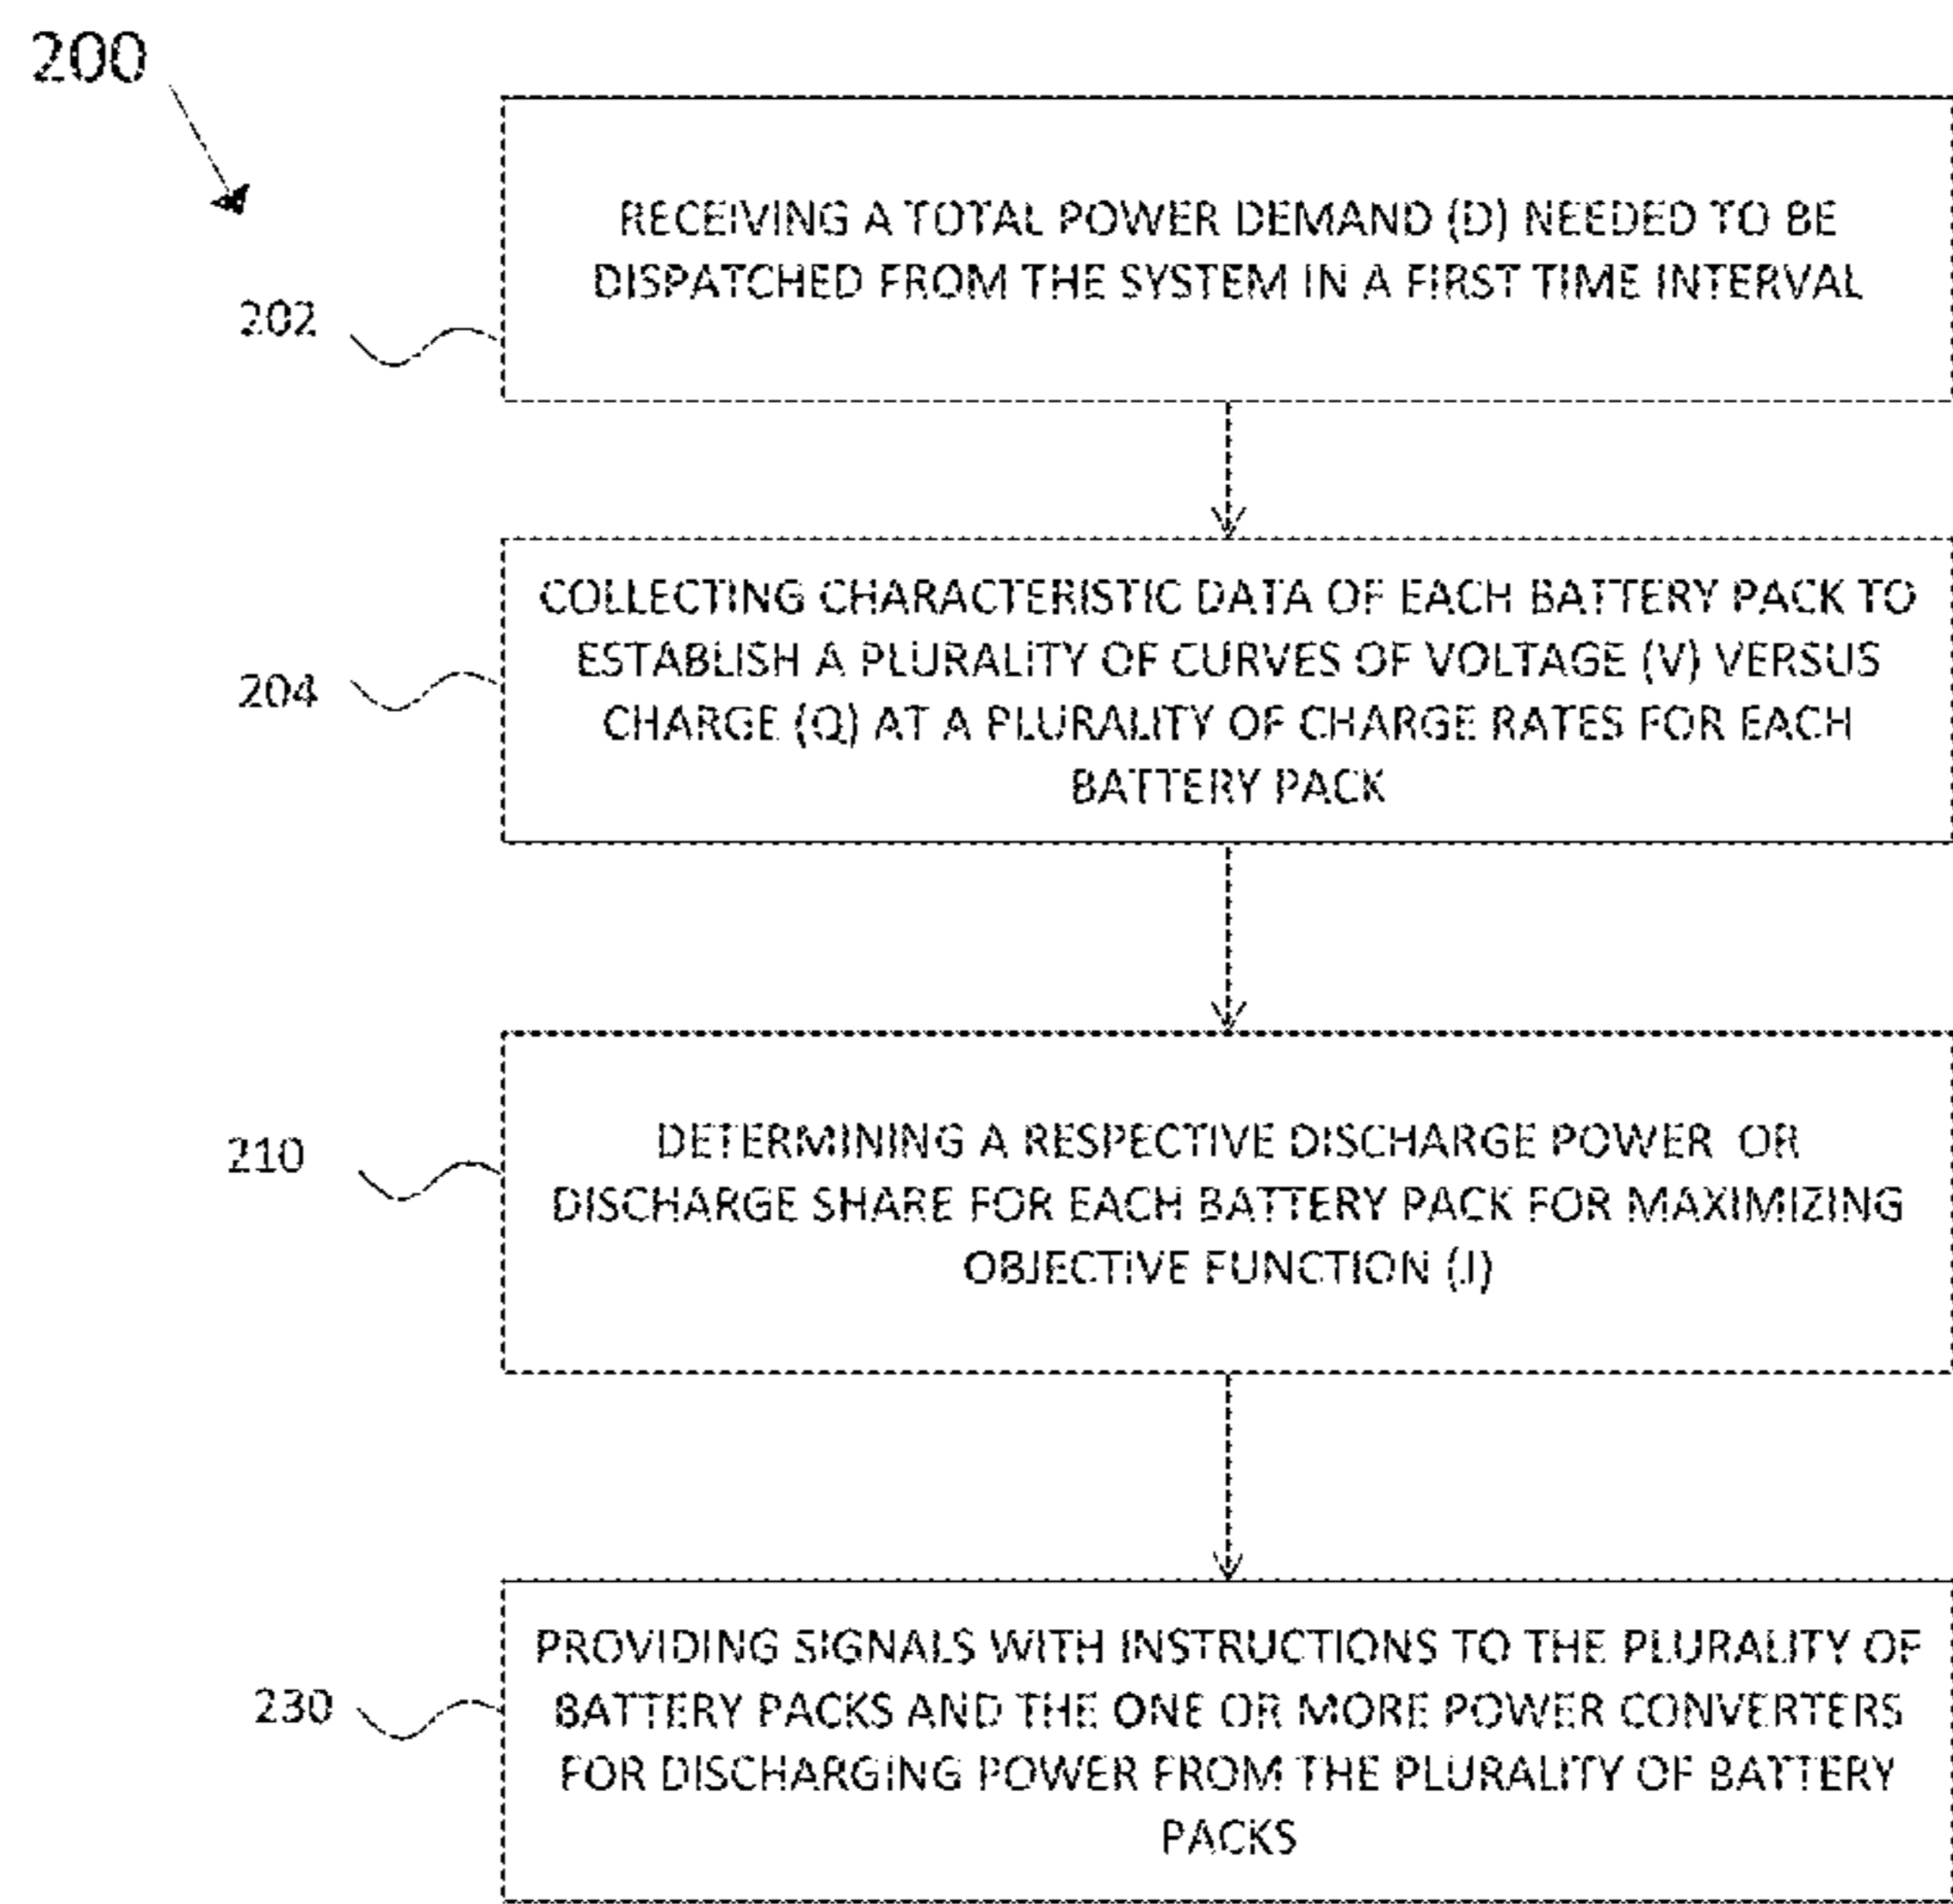 200
RECEIVING A TOTAL POWER DEMAND (D) NEEDED TO BE
DISPATCHED FROM THE SYSTEM IN A FIRST TIME INTERVAL
202
COLLECTING CHARACTERISTIC DATA OF EACH BATTERY PACK TO
ESTABLISH A PLURALITY OF CURVES OF VOLTAGE (V) VERSUS
CHARGE (Q) AT A PLURALITY OF CHARGE RATES FOR EACH
BATTERY PACK
204
DETERMINING A RESPECTIVE DISCHARGE POWER OR
DISCHARGE SHARE FOR EACH BATTERY PACK FOR MAXIMIZING
OBJECTIVE FUNCTION (J)
210
PROVIDING SIGNALS WITH INSTRUCTIONS TO THE PLURALITY OF
BATTERY PACKS AND THE ONE OR MORE POWER CONVERTERS
FOR DISCHARGING POWER FROM THE PLURALITY OF BATTERY
PACKS
230